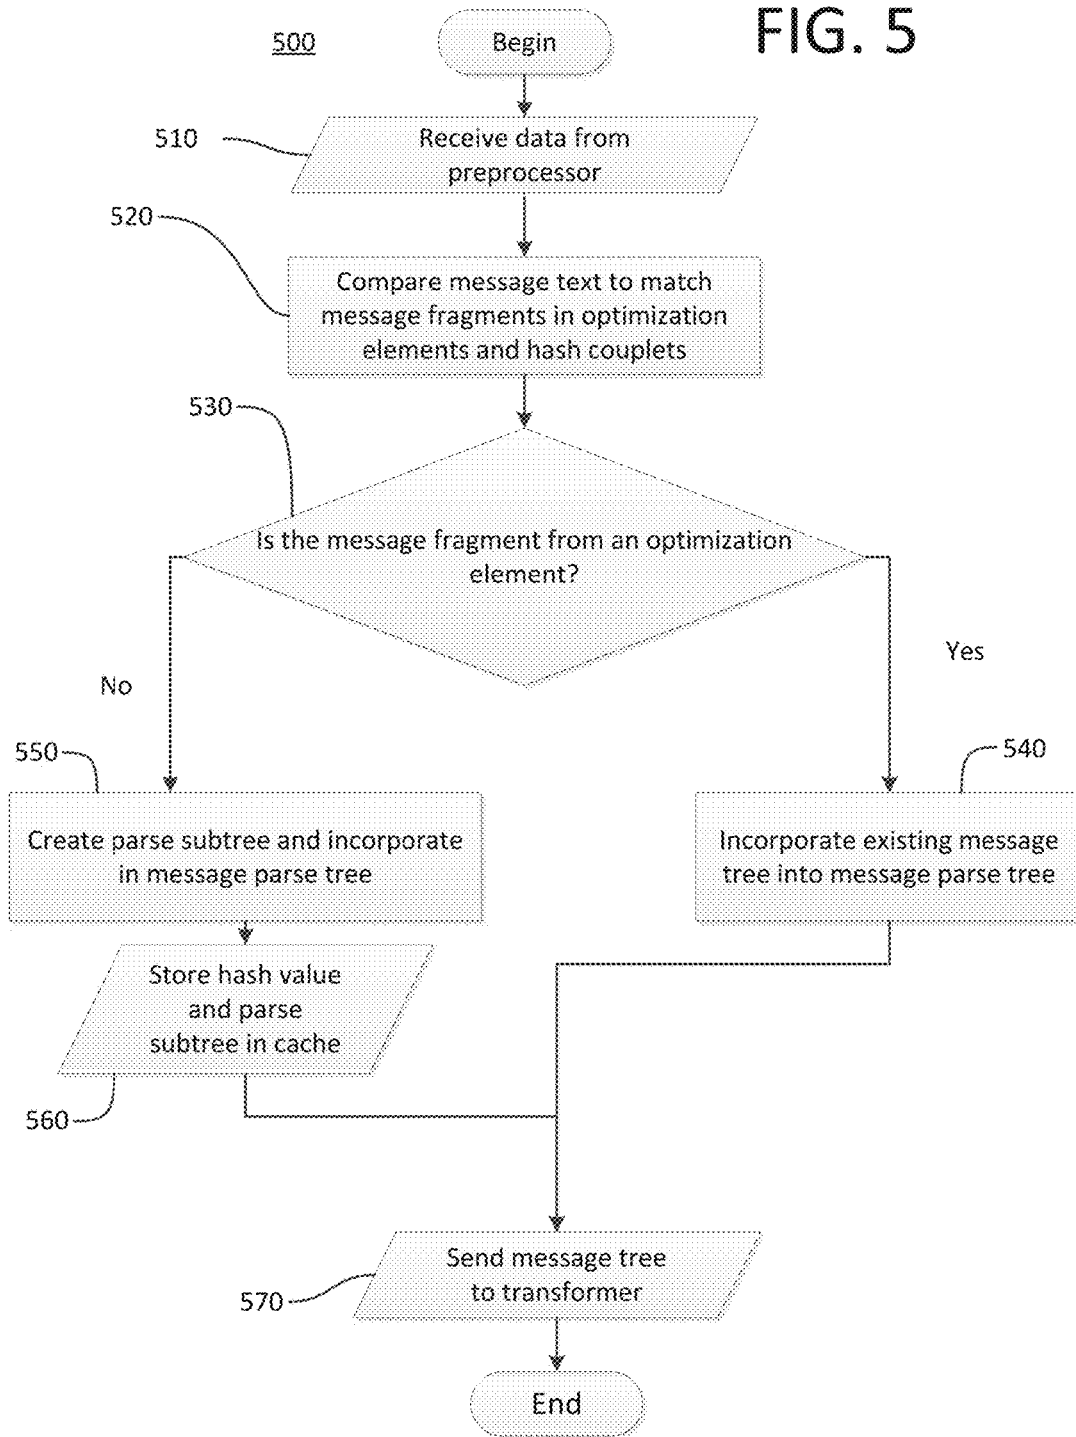 FIG. 5
500
Begin
510
Receive data from
preprocessor
520
Compare message text to match
message fragments in optimization
elements and hash couplets
530
Is the message fragment from an optimization
element?
Yes
No
550
540
Create parse subtree and incorporate
in message parse tree
Incorporate existing message
tree into message parse tree
Store hash value
and parse
subtree in cache
560
Send message tree
to transformer
570
End